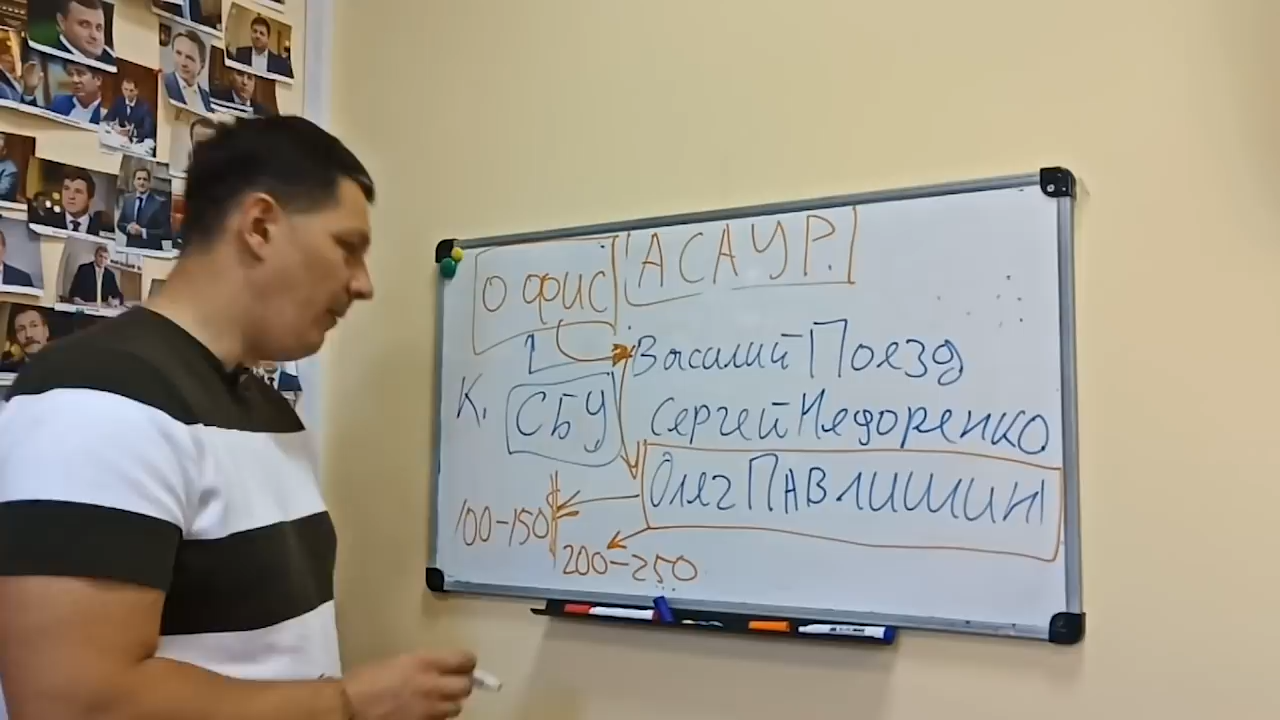 О офис АСАУР.
Василий Поезд
К. СБУ
Сергей Недоренко
Олег Павлишин
100-150
200-250